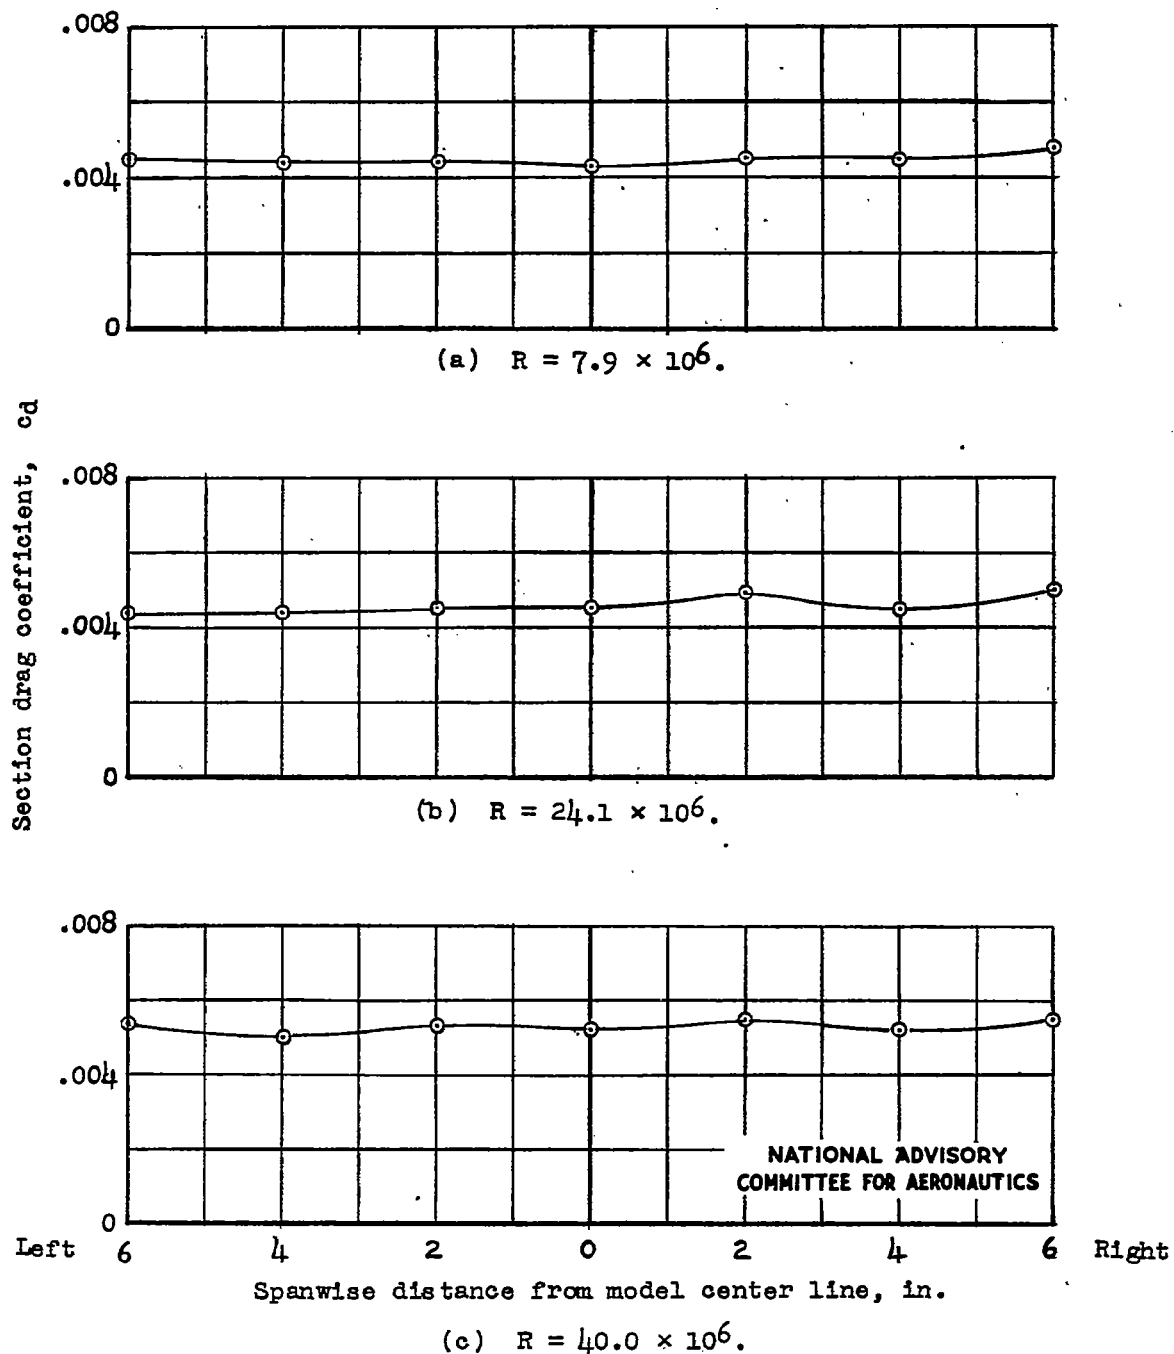 .008
.004
0
(a) R = 7.9 × 10⁶.
Section drag coefficient, cd
.008
.004
0
(b) R = 24.1 × 10⁶.
.008
.004
NATIONAL ADVISORY
COMMITTEE FOR AERONAUTICS
0
Left 6 4 2 0 2 4 6 Right
Spanwise distance from model center line, in.
(c) R = 40.0 × 10⁶.